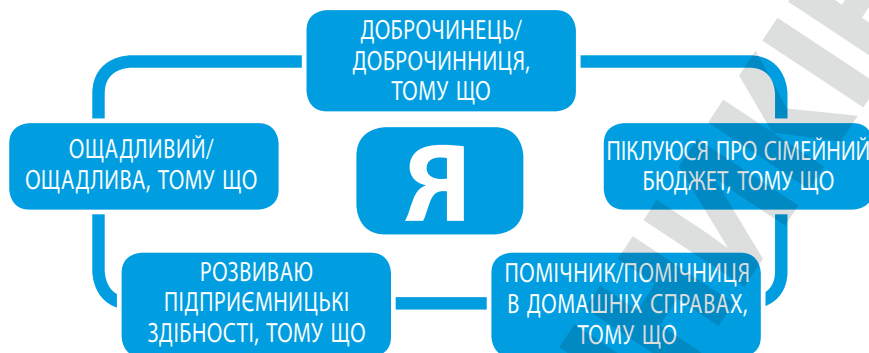 ДОБРОЧИНЕЦЬ/
ДОБРОЧИННИЦЯ,
ТОМУ ЩО
ОЩАДЛИВИЙ/
ОЩАДЛИВА, ТОМУ ЩО
Я
ПІКЛУЮСЯ ПРО СІМЕЙНИЙ
БЮДЖЕТ, ТОМУ ЩО
РОЗВИВАЮ
ПІДПРИЄМНИЦЬКІ
ЗДІБНОСТІ, ТОМУ ЩО
ПОМІЧНИК/ПОМІЧНИЦЯ
В ДОМАШНІХ СПРАВАХ,
ТОМУ ЩО